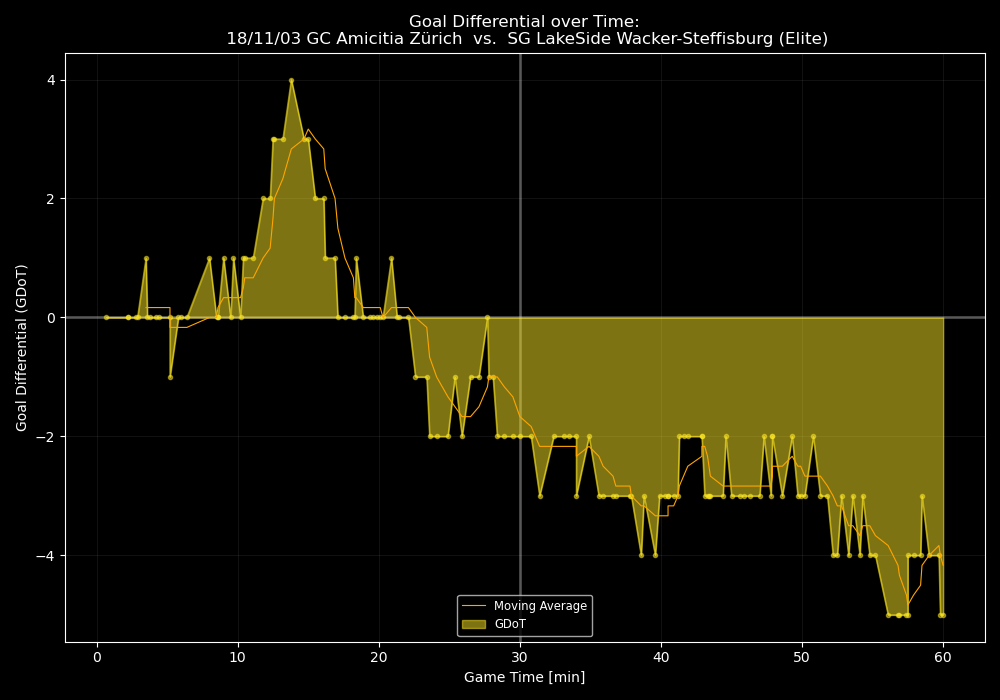 Goal Differential over Time:
18/11/03 GC Amicitia Zürich  vs.  SG LakeSide Wacker-Steffisburg (Elite)
Goal Differential (GDoT)
4
2
0
−2
−4
0
10
20
30
40
50
60
Game Time [min]
Moving Average
GDoT